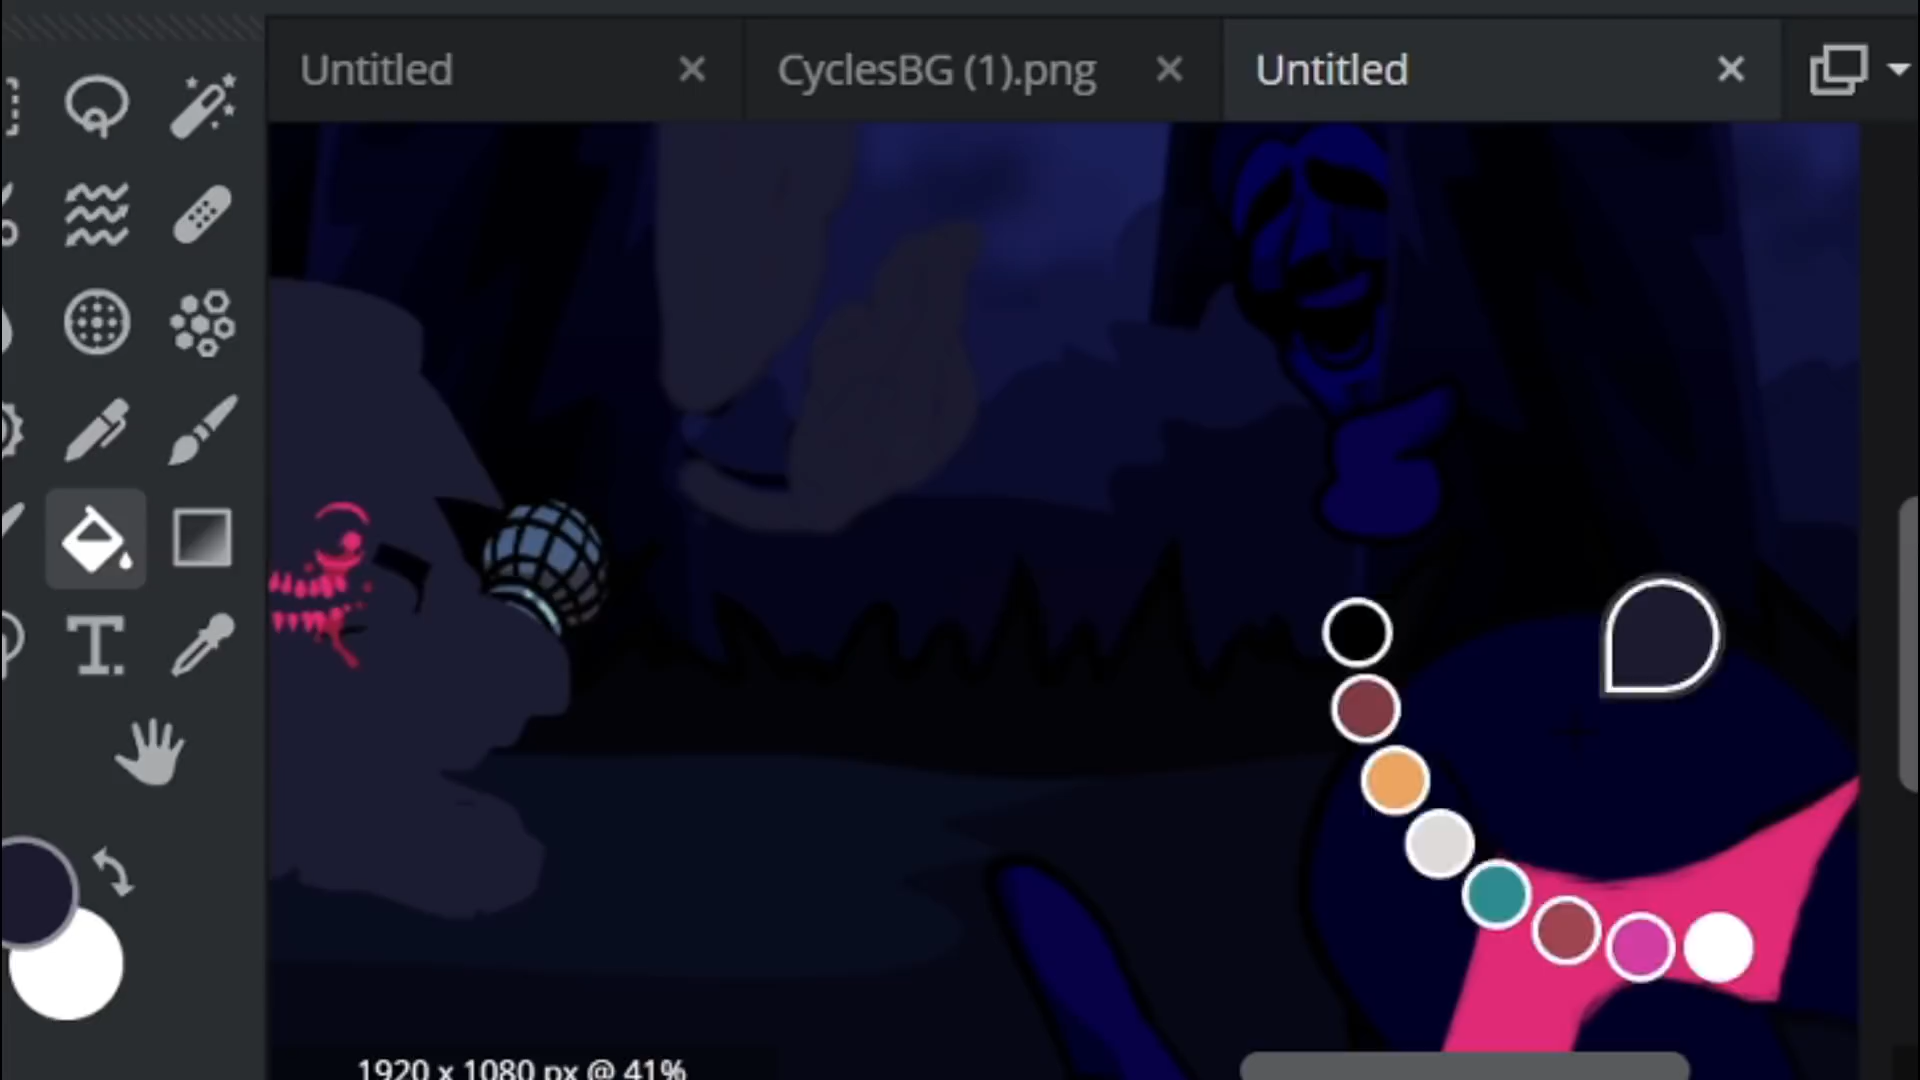 Untitled
CyclesBG (1).png
Untitled
1920 x 1080 px @ 41%